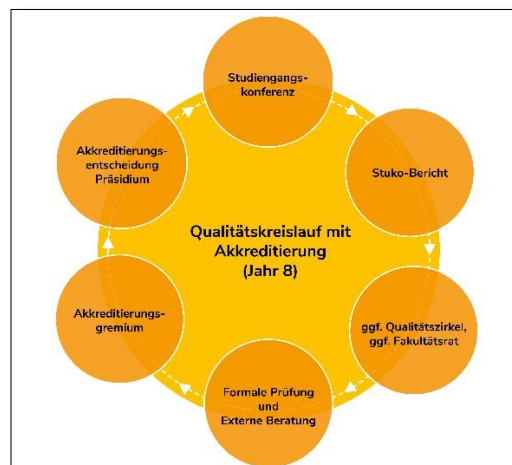 Studiengangs-
konferenz
Stuko-Bericht
ggf. Qualitätszirkel,
ggf. Fakultätsrat
Formale Prüfung
und
Externe Beratung
Akkreditierungs-
gremium
Akkreditierungs-
entscheidung
Präsidium
Qualitätskreislauf mit
Akkreditierung
(Jahr 8)